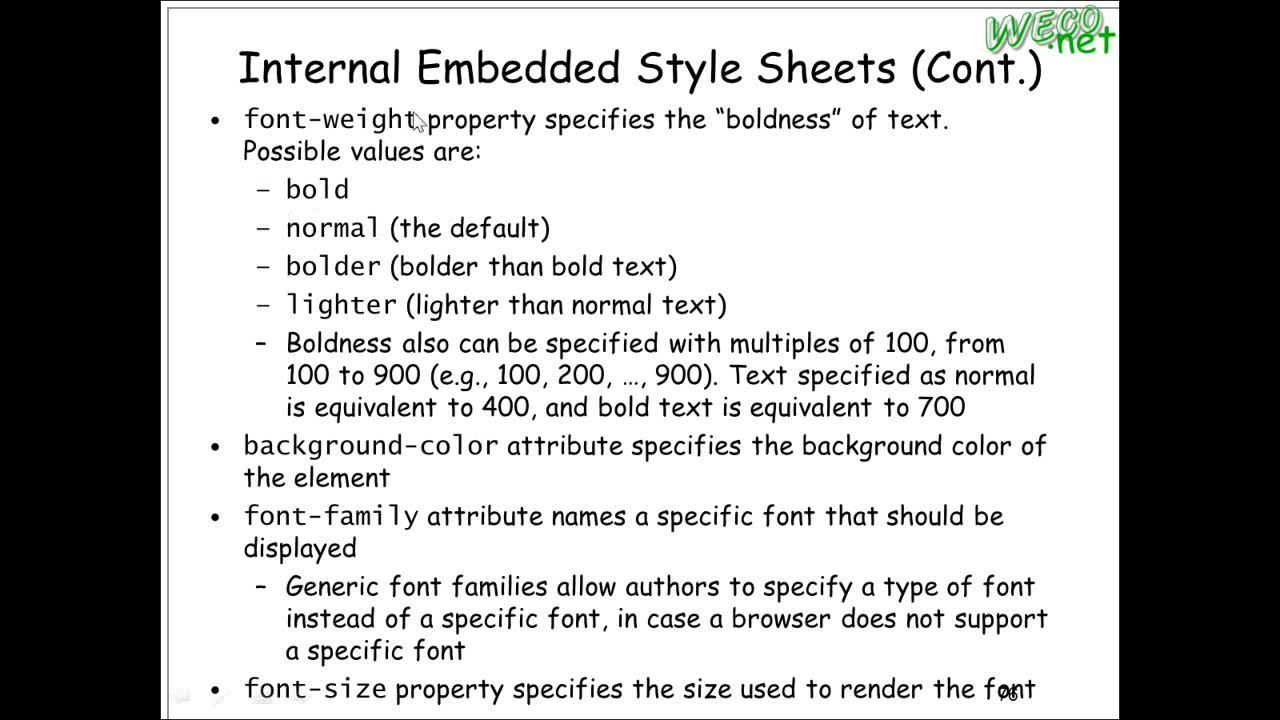 WECO
.net
Internal Embedded Style Sheets (Cont.)
• font-weight property specifies the “boldness” of text.
Possible values are:
– bold
– normal (the default)
– bolder (bolder than bold text)
– lighter (lighter than normal text)
– Boldness also can be specified with multiples of 100, from
100 to 900 (e.g., 100, 200, …, 900). Text specified as normal
is equivalent to 400, and bold text is equivalent to 700
• background-color attribute specifies the background color of
the element
• font-family attribute names a specific font that should be
displayed
– Generic font families allow authors to specify a type of font
instead of a specific font, in case a browser does not support
a specific font
• font-size property specifies the size used to render the font
76